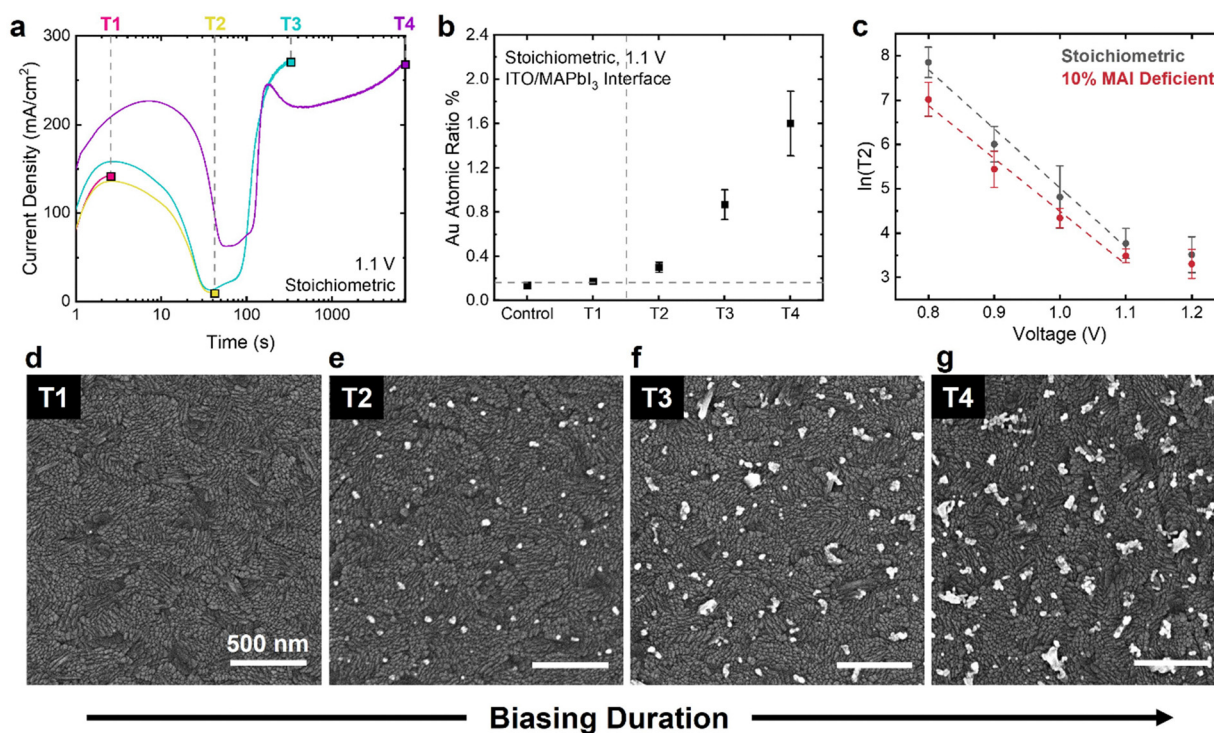 a
T1 T2 T3 T4
300
200
100
0
Current Density (mA/cm²)
1.1 V
Stoichiometric
1 10 100 1000
Time (s)
b
2.4
2.0
1.6
1.2
0.8
0.4
0.0
Au Atomic Ratio %
Stoichiometric, 1.1 V
ITO/MAPbI₃ Interface
Control T1 T2 T3 T4
c
Stoichiometric
10% MAI Deficient
8
7
6
5
4
3
ln(T2)
0.8 0.9 1.0 1.1 1.2
Voltage (V)
d
T1
500 nm
e
T2
f
T3
g
T4
Biasing Duration